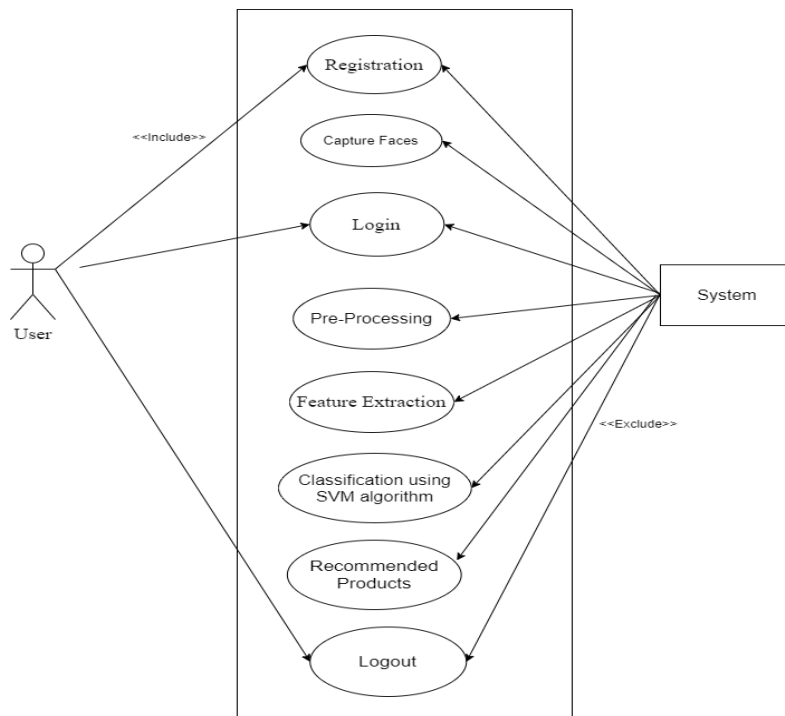 Registration
<<Include>>
Capture Faces
Login
User
System
Pre-Processing
Feature Extraction
<<Exclude>>
Classification using
SVM algorithm
Recommended
Products
Logout